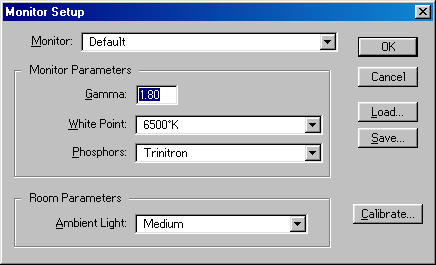 Monitor Setup
Monitor: Default
OK
Monitor Parameters
Cancel
Gamma: 1.80
Load...
White Point: 6500°K
Save...
Phosphors: Trinitron
Room Parameters
Ambient Light: Medium
Calibrate...